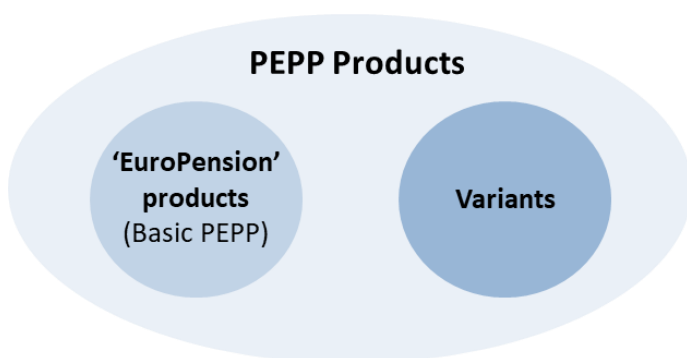 PEPP Products
‘EuroPension’
products
(Basic PEPP)
Variants